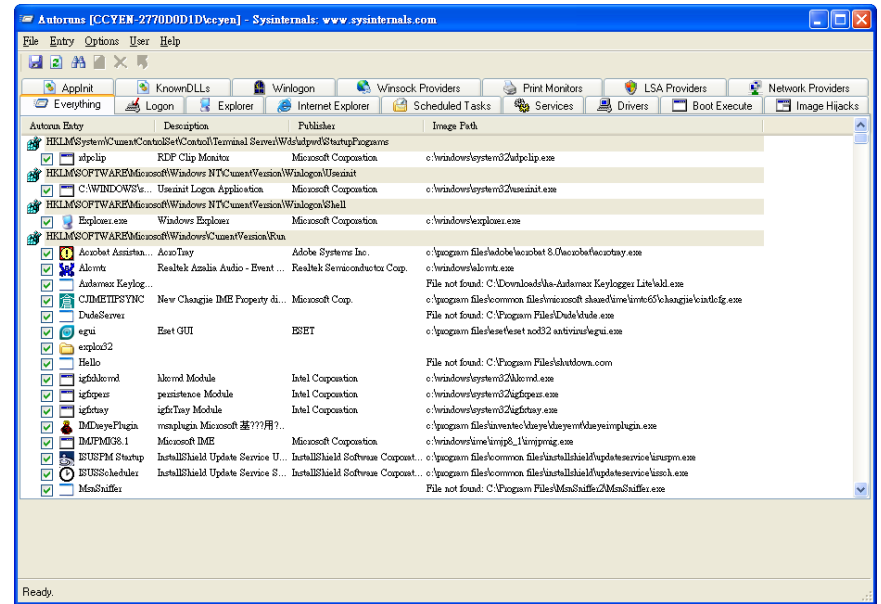 Autoruns [CCYEN-2770D0D1D\ccyen] - Sysinternals: www.sysinternals.com
File Entry Options User Help
AppInit KnownDLLs Winlogon Winsock Providers Print Monitors LSA Providers Network Providers
Everything Logon Explorer Internet Explorer Scheduled Tasks Services Drivers Boot Execute Image Hijacks
Autorun Entry Description Publisher Image Path
HKLM\System\CurrentControlSet\Control\Terminal Server\Wds\rdpwd\StartupPrograms
rdpclip RDP Clip Monitor Microsoft Corporation c:\windows\system32\rdpclip.exe
HKLM\SOFTWARE\Microsoft\Windows NT\CurrentVersion\Winlogon\Userinit
C:\WINDOWS\s... Userinit Logon Application Microsoft Corporation c:\windows\system32\userinit.exe
HKLM\SOFTWARE\Microsoft\Windows NT\CurrentVersion\Winlogon\Shell
Explorer.exe Windows Explorer Microsoft Corporation c:\windows\explorer.exe
HKLM\SOFTWARE\Microsoft\Windows\CurrentVersion\Run
Acrobat Assistan... AcroTray Adobe Systems Inc. c:\program files\adobe\acrobat 8.0\acrobat\acrotray.exe
Alcmtr Realtek Azalia Audio - Event ... Realtek Semiconductor Corp. c:\windows\alcmtr.exe
Ardamax Keylog... File not found: C:\Downloads\ha-Ardamax Keylogger Lite\akl.exe
CJIMETIPSYNC New Changjie IME Property di... Microsoft Corp. c:\program files\common files\microsoft shared\ime\imtc65\changjie\cintlcfg.exe
DudeServer File not found: C:\Program Files\Dude\dude.exe
egui Eset GUI ESET c:\program files\eset\eset nod32 antivirus\egui.exe
explor32
Hello File not found: C:\Program Files\shutdown.com
igfxhkcmd hkcmd Module Intel Corporation c:\windows\system32\hkcmd.exe
igfxpers persistence Module Intel Corporation c:\windows\system32\igfxpers.exe
igfxtray igfxTray Module Intel Corporation c:\windows\system32\igfxtray.exe
IMDreyePlugin msnplugin Microsoft 基???用?.. c:\program files\inventec\dreye\dreyemt\dreyeimplugin.exe
IMJPMIG8.1 Microsoft IME Microsoft Corporation c:\windows\ime\imjp8_1\imjpmig.exe
ISUSPM Startup InstallShield Update Service U... InstallShield Software Corporat... c:\program files\common files\installshield\updateservice\isuspm.exe
ISUSScheduler InstallShield Update Service S... InstallShield Software Corporat... c:\program files\common files\installshield\updateservice\issch.exe
MsnSniffer File not found: C:\Program Files\MsnSniffer2\MsnSniffer.exe
Ready.